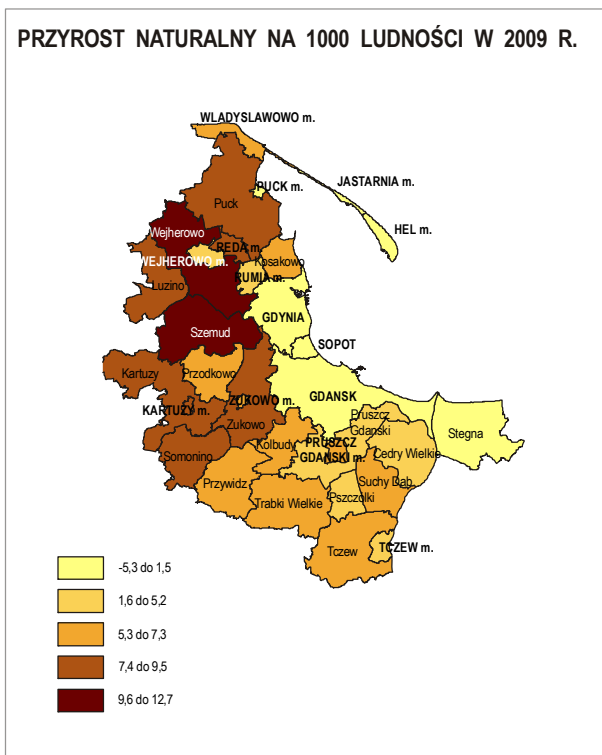 PRZYROST NATURALNY NA 1000 LUDNOŚCI W 2009 R.
WLADYSLAWOWO m.
PUCK m.
JASTARNIA m.
Puck
HEL m.
Wejherowo
REDA m.
WEJHEROWO m.
Kosakowo
RUMIA m.
Luzino
GDYNIA
Szemud
SOPOT
Kartuzy
Przodkowo
GDAŃSK
ZUKOWO m.
KARTUZY m.
Pruszcz
Gdanski
Stegna
Zukowo
Kolbudy
PRUSZCZ
GDAŃSKI m.
Cedry Wielkie
Somonino
Przywidz
Suchy Dąb
Pszczolki
Trabki Wielkie
Tczew
TCZEW m.
-5,3 do 1,5
1,6 do 5,2
5,3 do 7,3
7,4 do 9,5
9,6 do 12,7